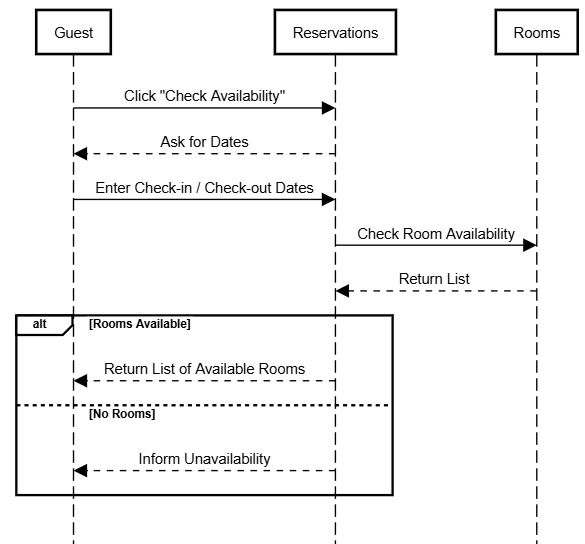 Guest
Reservations
Rooms
Click "Check Availability"
Ask for Dates
Enter Check-in / Check-out Dates
Check Room Availability
Return List
alt
[Rooms Available]
Return List of Available Rooms
[No Rooms]
Inform Unavailability